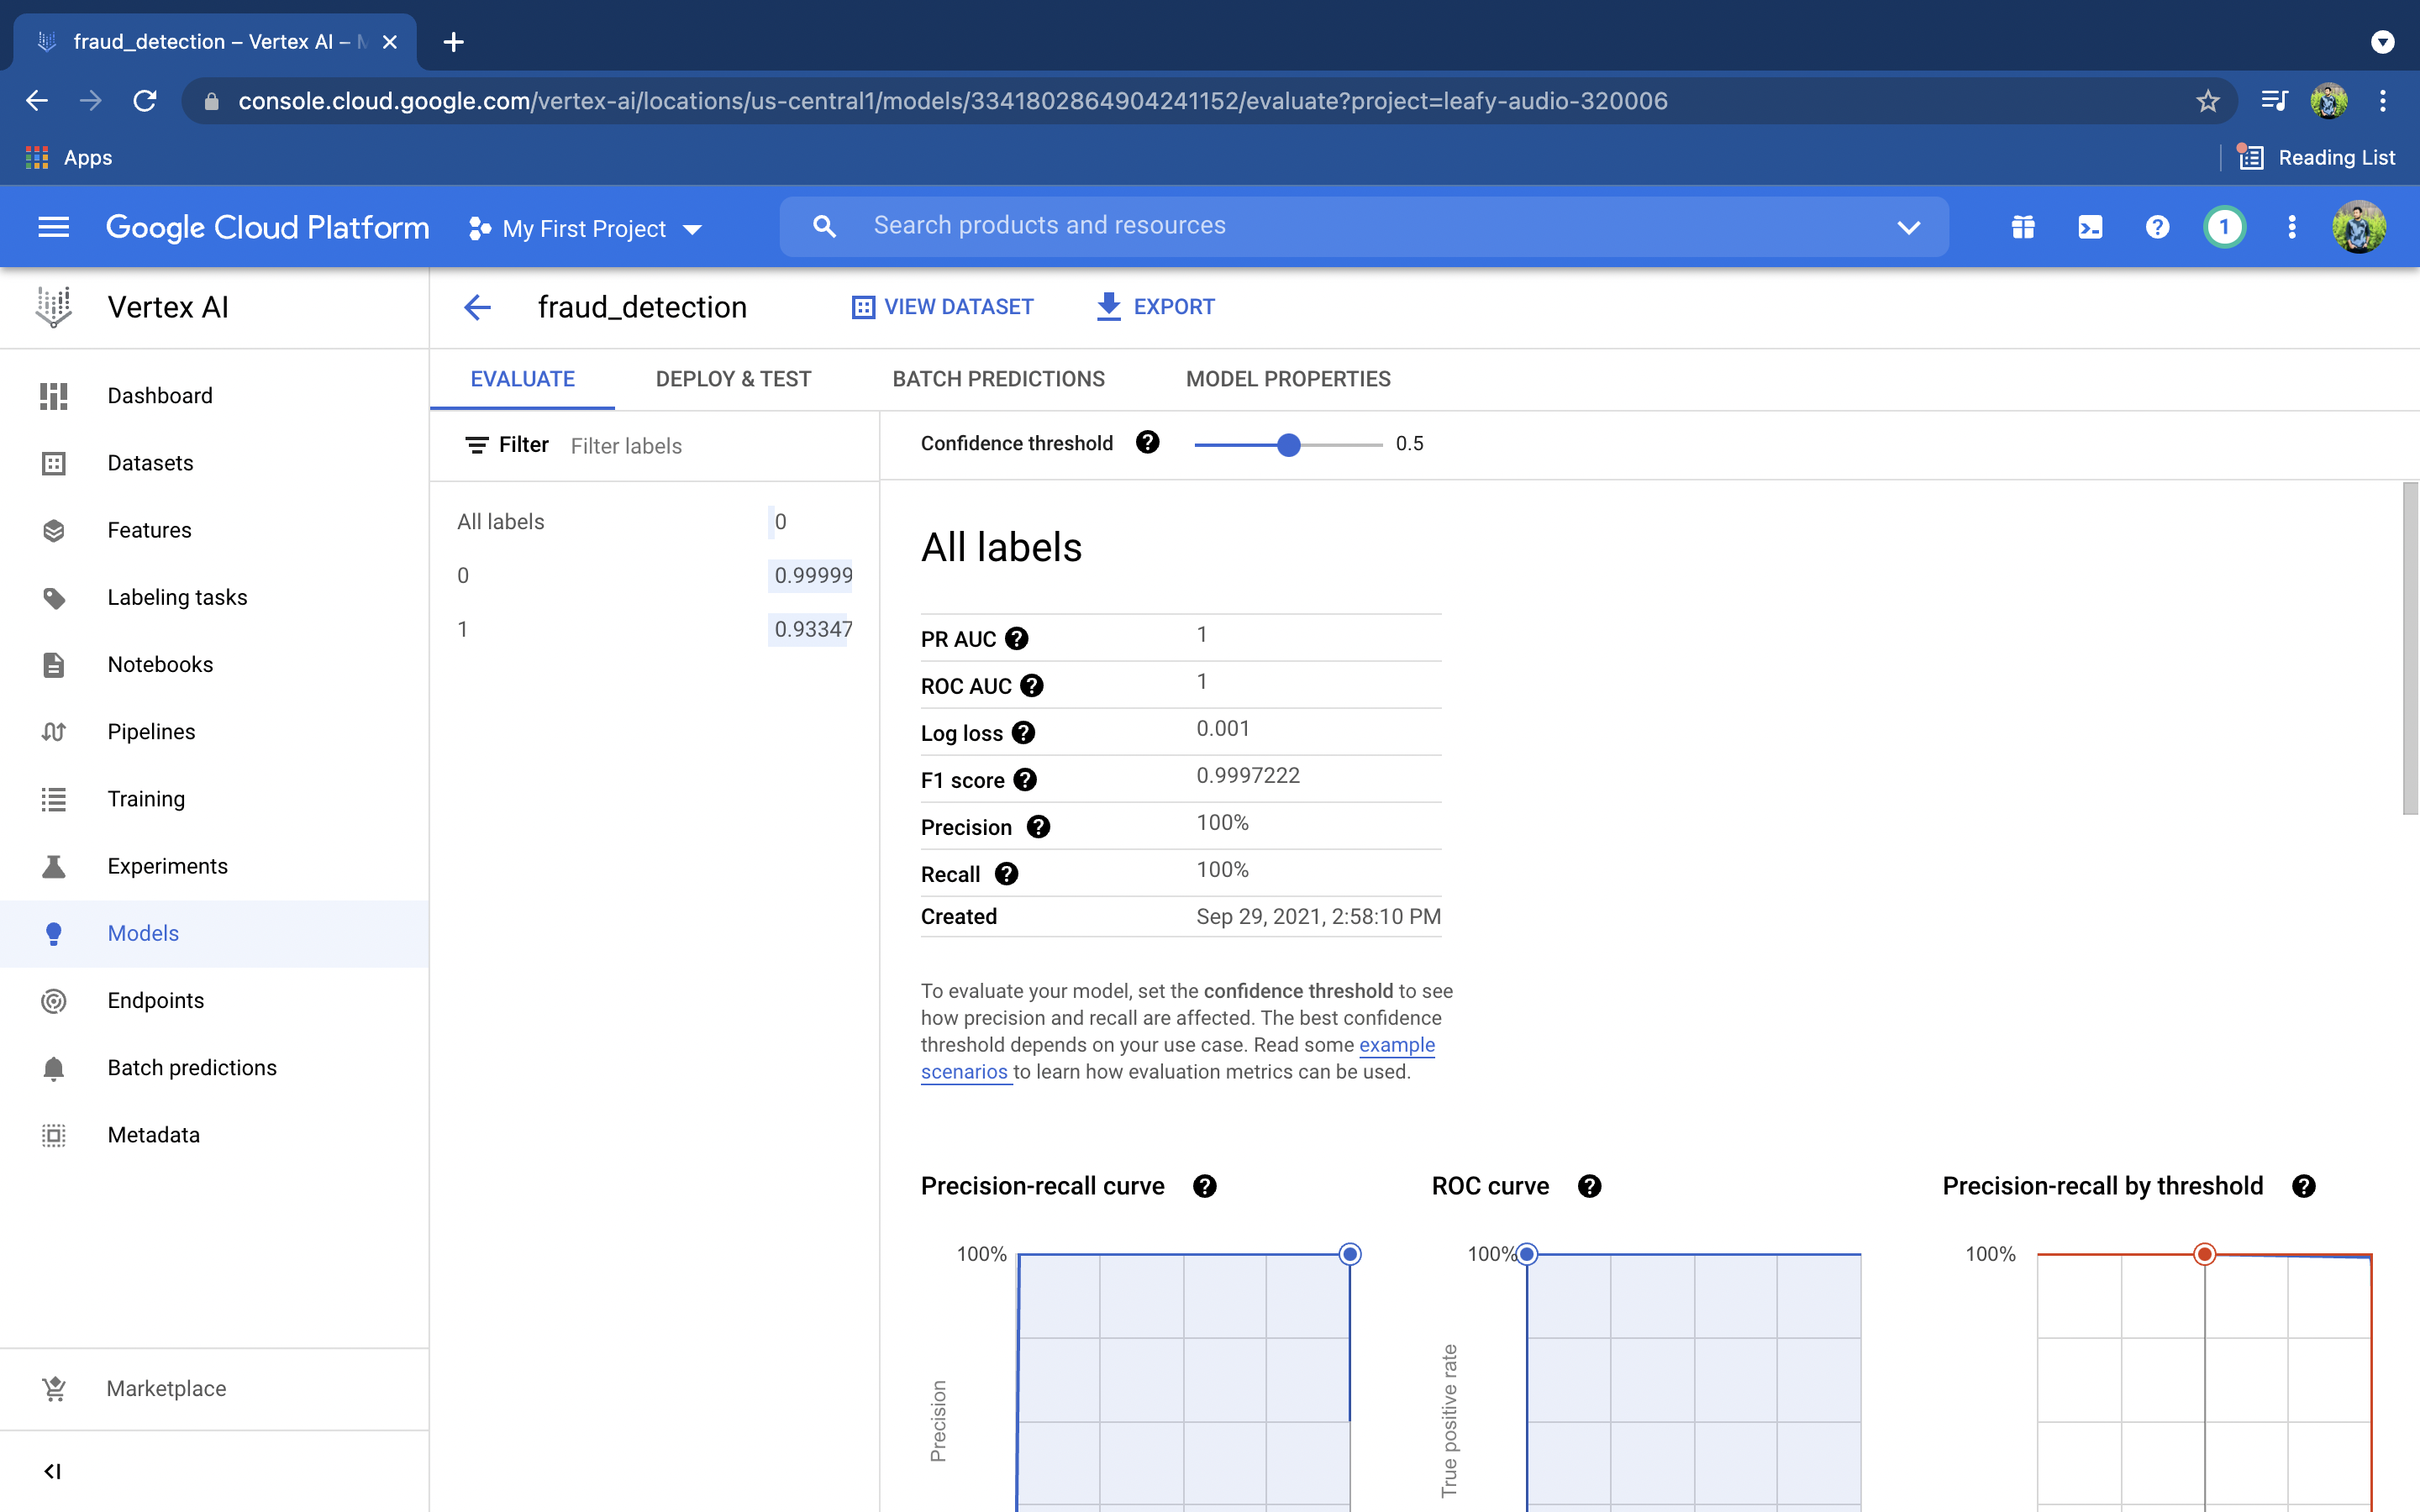 fraud_detection – Vertex AI –
console.cloud.google.com/vertex-ai/locations/us-central1/models/3341802864904241152/evaluate?project=leafy-audio-320006
Apps
Reading List
Google Cloud Platform
My First Project
Search products and resources
1
Vertex AI
fraud_detection
VIEW DATASET
EXPORT
Dashboard
Datasets
Features
Labeling tasks
Notebooks
Pipelines
Training
Experiments
Models
Endpoints
Batch predictions
Metadata
Marketplace
EVALUATE
DEPLOY & TEST
BATCH PREDICTIONS
MODEL PROPERTIES
Filter Filter labels
All labels 0
0 0.99999
1 0.93347
Confidence threshold 0.5
All labels
PR AUC 1
ROC AUC 1
Log loss 0.001
F1 score 0.9997222
Precision 100%
Recall 100%
Created Sep 29, 2021, 2:58:10 PM
To evaluate your model, set the confidence threshold to see
how precision and recall are affected. The best confidence
threshold depends on your use case. Read some example
scenarios to learn how evaluation metrics can be used.
Precision-recall curve
100%
Precision
ROC curve
100%
True positive rate
Precision-recall by threshold
100%